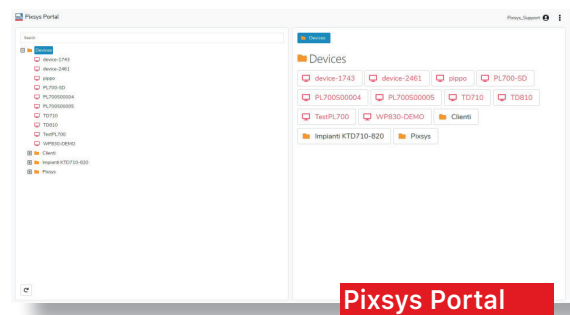 Pixsys Portal
Pixsys_Support
Search
Devices
device-1743
device-2461
pippo
PL700-SD
PL700S00004
PL700S00005
TD710
TD810
TestPL700
WP830-DEMO
Clienti
Impianti KTD710-820
Pixsys
Devices
Devices
device-1743 device-2461 pippo PL700-SD
PL700S00004 PL700S00005 TD710 TD810
TestPL700 WP830-DEMO Clienti
Impianti KTD710-820 Pixsys
Pixsys Portal